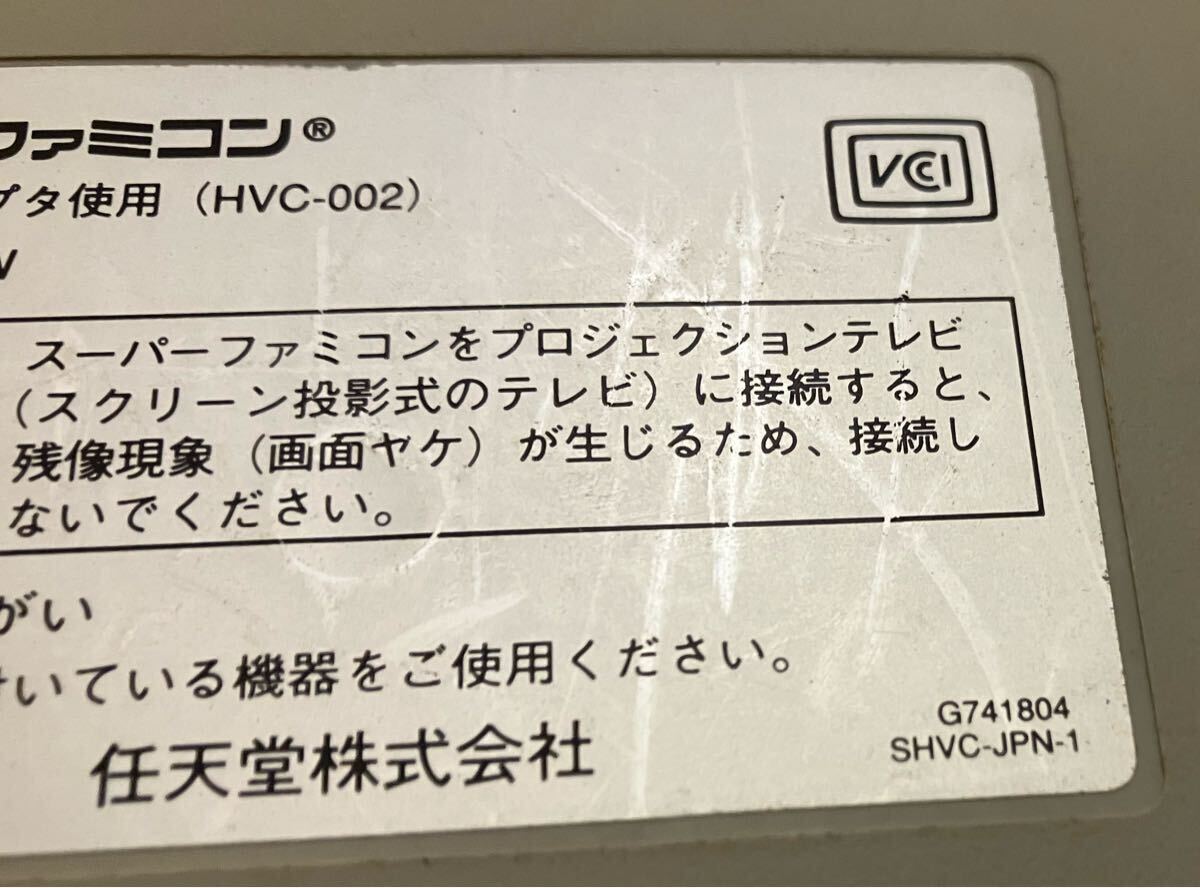 ファミコン®
プタ使用（HVC-002）
VCCI
スーパーファミコンをプロジェクションテレビ
（スクリーン投影式のテレビ）に接続すると、
残像現象（画面ヤケ）が生じるため、接続し
ないでください。
がい
いている機器をご使用ください。
任天堂株式会社
G741804
SHVC-JPN-1